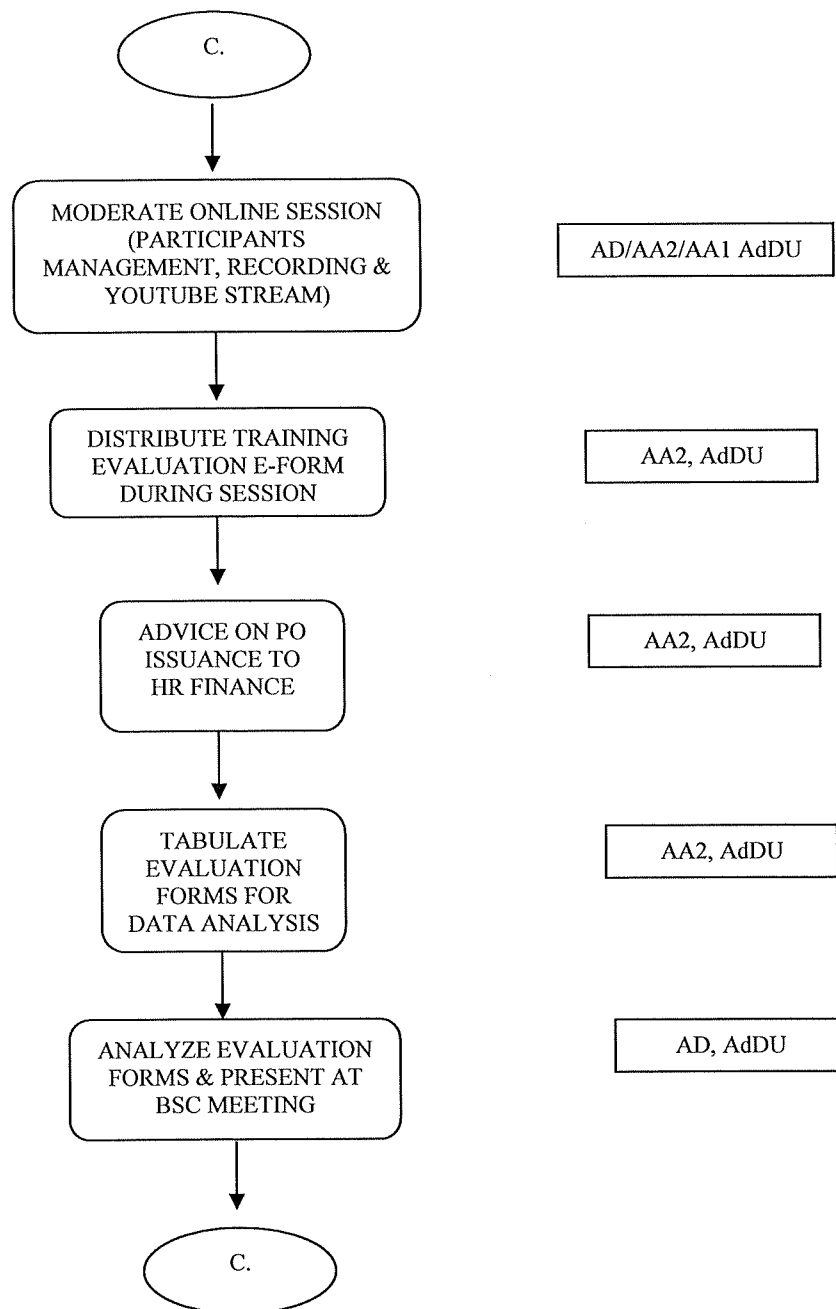 C.
MODERATE ONLINE SESSION
(PARTICIPANTS
MANAGEMENT, RECORDING &
YOUTUBE STREAM)
AD/AA2/AA1 AdDU
DISTRIBUTE TRAINING
EVALUATION E-FORM
DURING SESSION
AA2, AdDU
ADVICE ON PO
ISSUANCE TO
HR FINANCE
AA2, AdDU
TABULATE
EVALUATION
FORMS FOR
DATA ANALYSIS
AA2, AdDU
ANALYZE EVALUATION
FORMS & PRESENT AT
BSC MEETING
AD, AdDU
C.